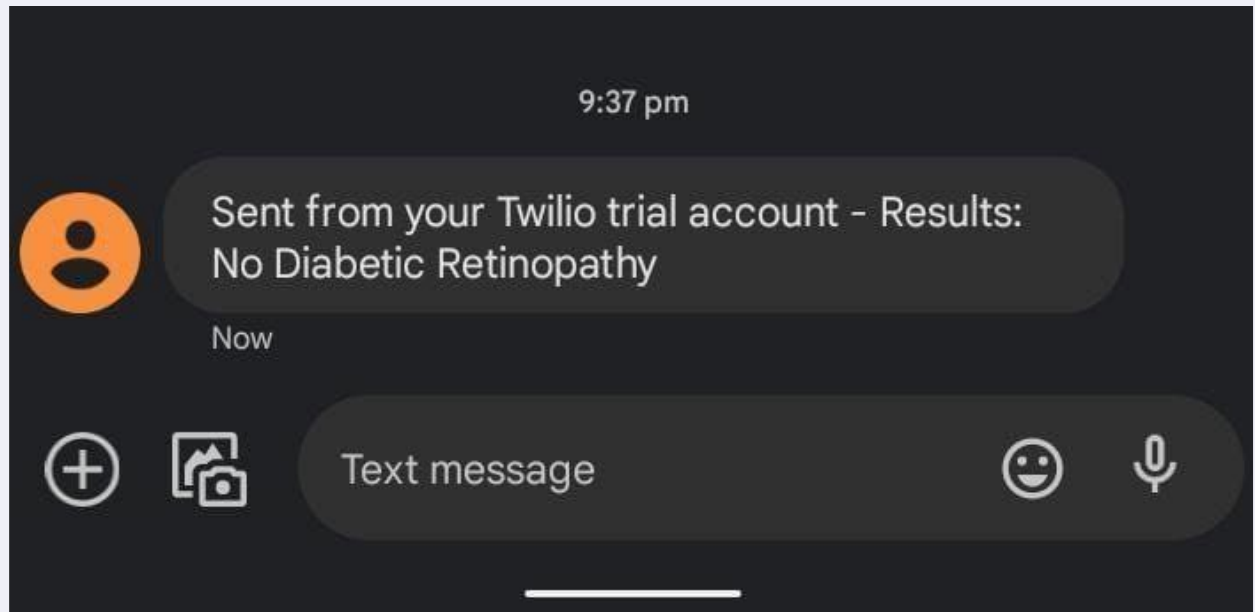 9:37 pm
Sent from your Twilio trial account - Results:
No Diabetic Retinopathy
Now
Text message